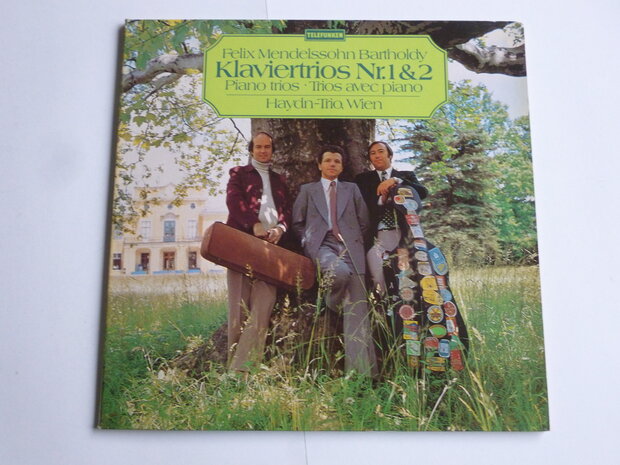 TELEFUNKEN
Felix Mendelssohn Bartholdy
Klaviertrios Nr.1&2
Piano trios · Trios avec piano
Haydn-Trio, Wien